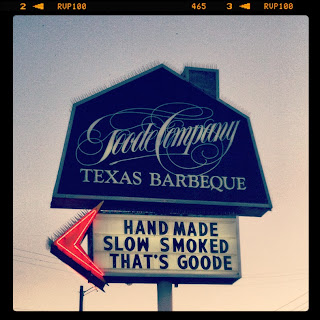 2 RVP100 465 3 RVP100
Goode Company
TEXAS BARBEQUE
HAND MADE
SLOW SMOKED
THAT'S GOODE